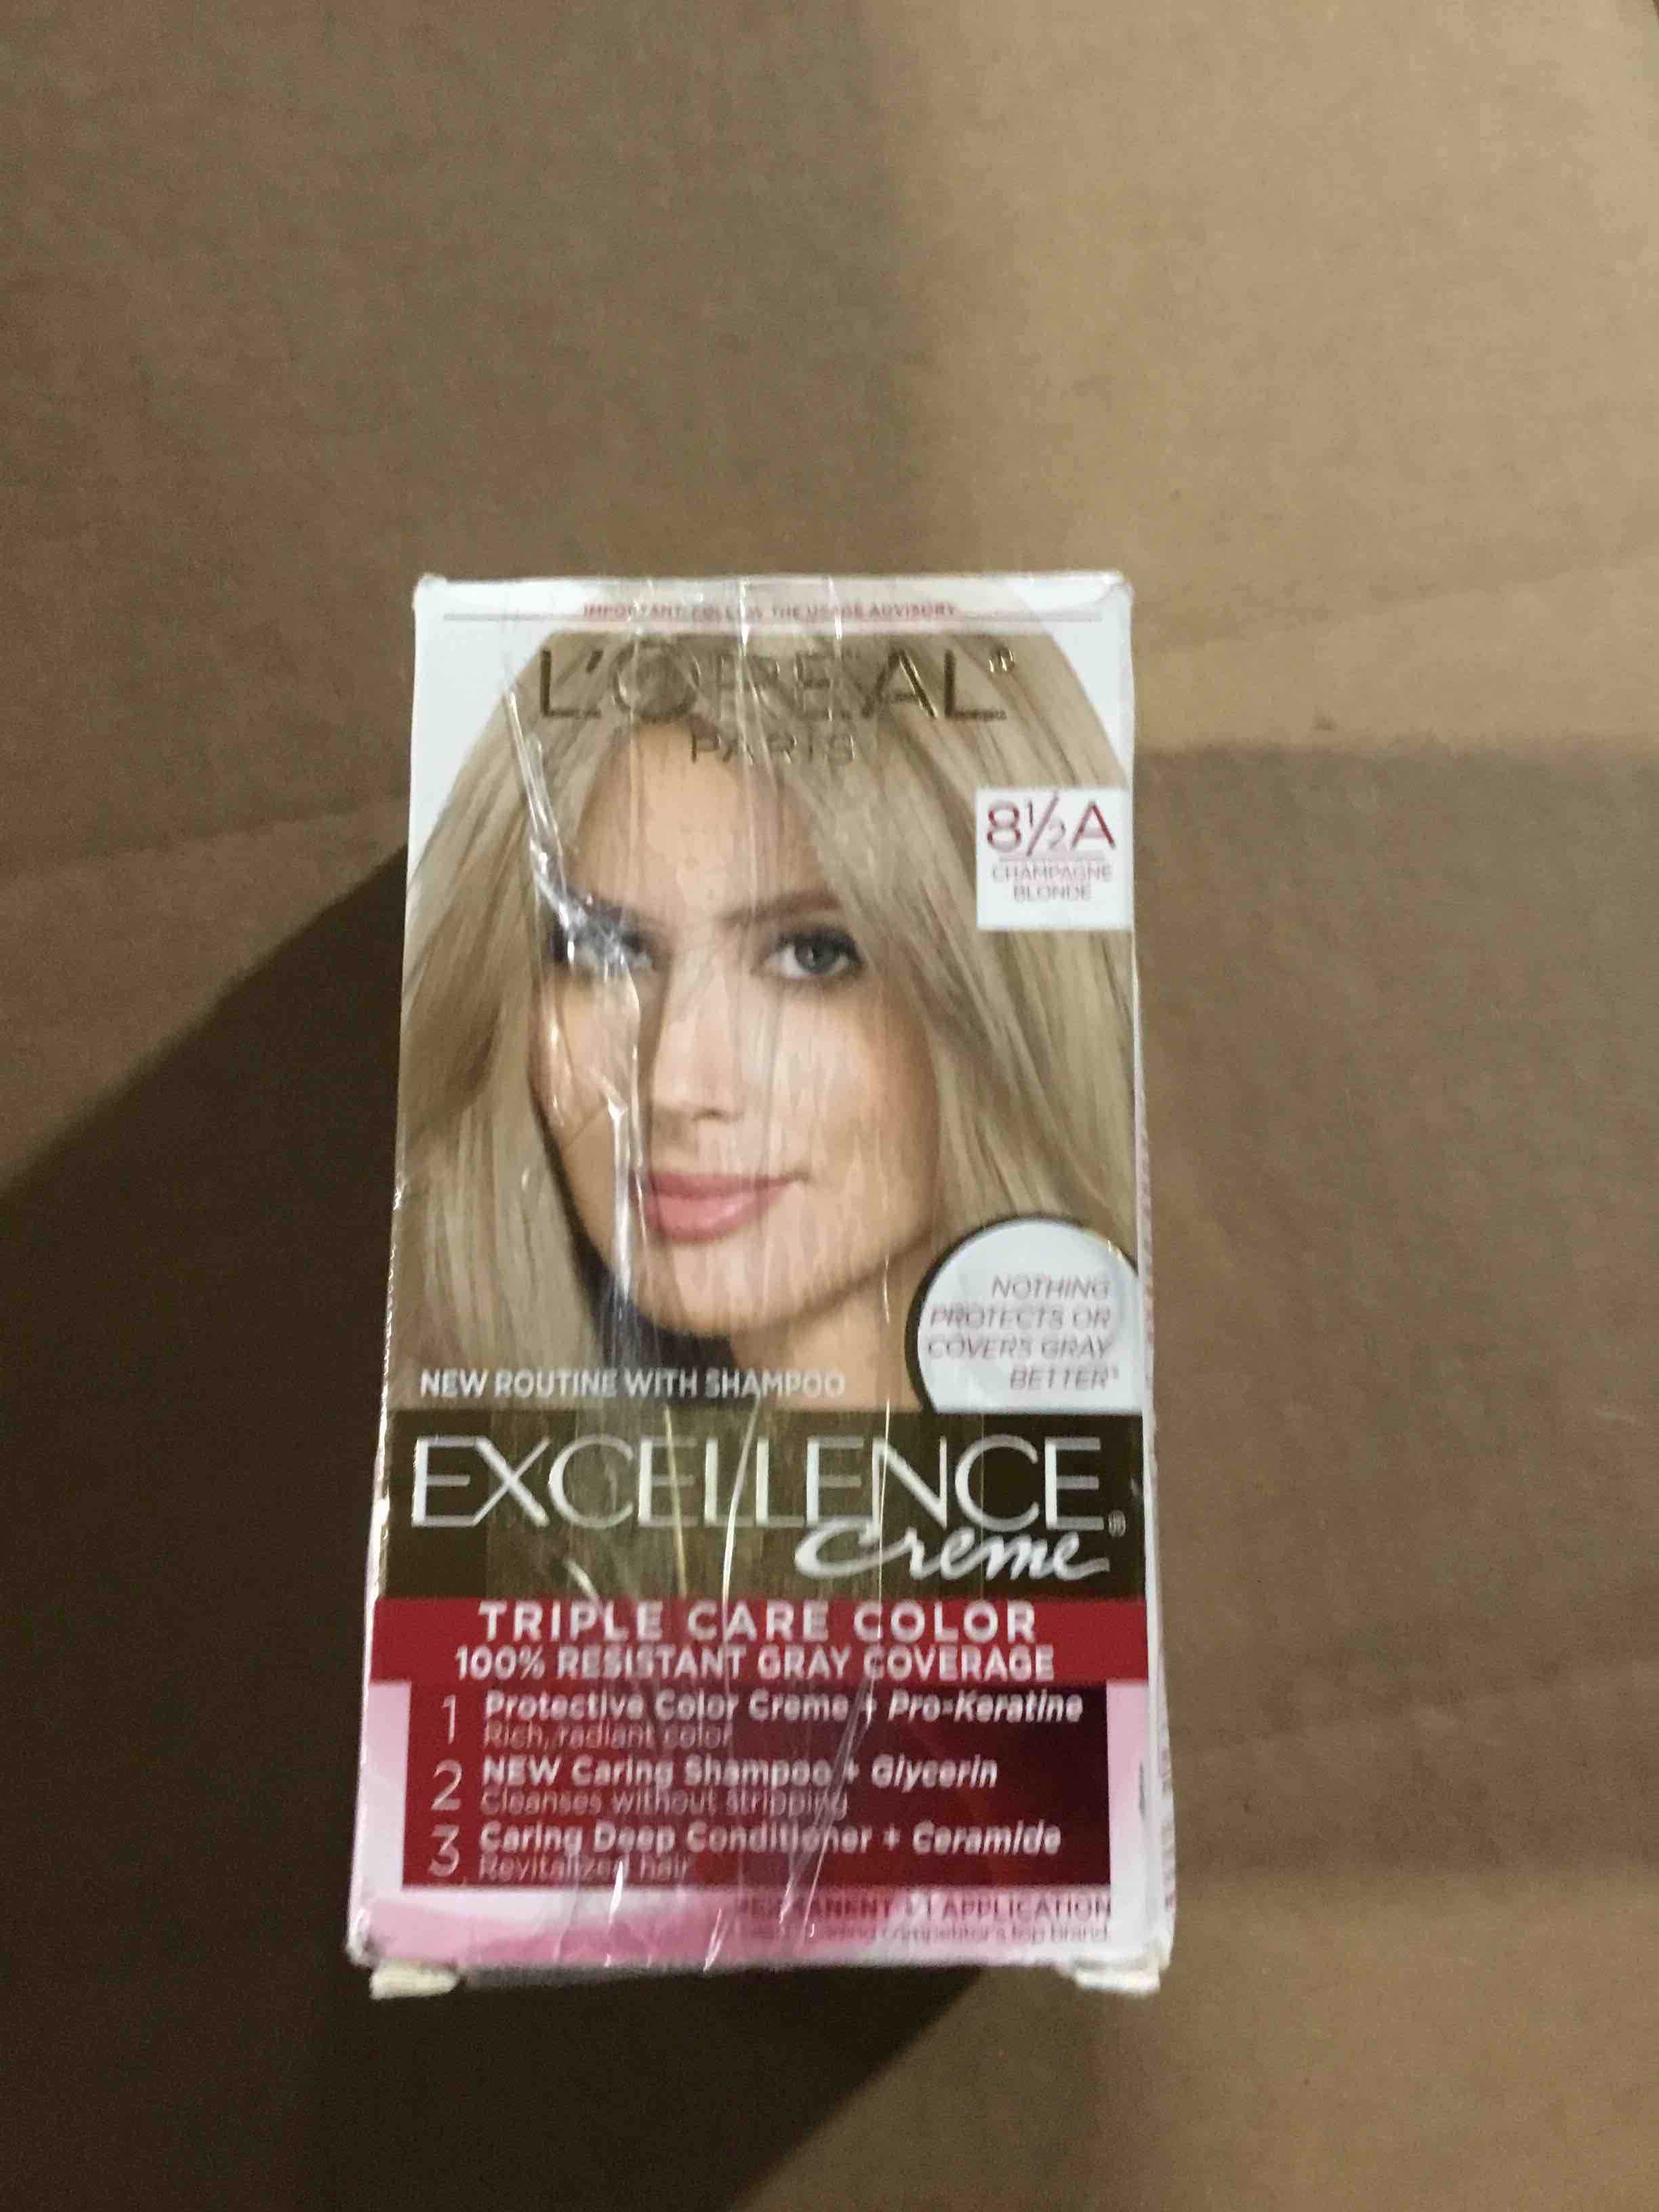 IMPORTANT: FOLLOW THE USAGE ADVISORY
L'ORÉAL®
PARIS
8½A
CHAMPAGNE
BLONDE
NOTHING
PROTECTS OR
COVERS GRAY
BETTER*
NEW ROUTINE WITH SHAMPOO
EXCELLENCE®
Creme
TRIPLE CARE COLOR
100% RESISTANT GRAY COVERAGE
1 Protective Color Creme + Pro-Keratine
Rich, radiant color
2 NEW Caring Shampoo + Glycerin
Cleanses without stripping
3 Caring Deep Conditioner + Ceramide
Revitalizes hair
PERMANENT • 1 APPLICATION
competitor's top brand.